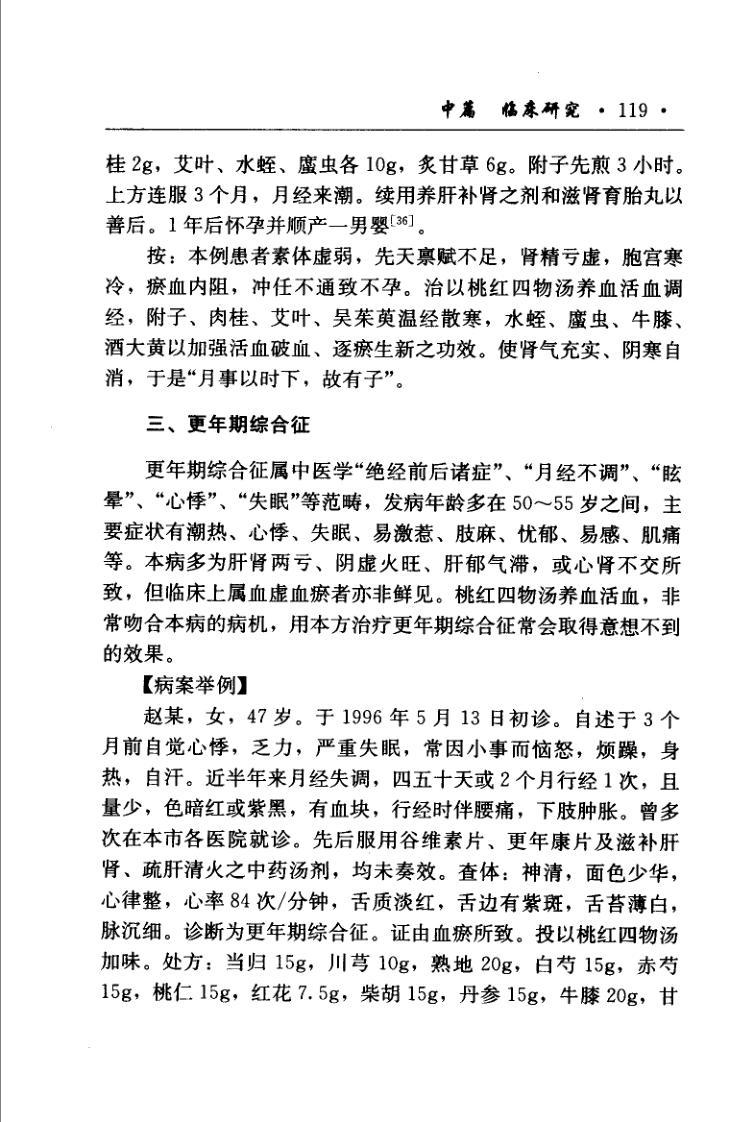 中篇 临床研究 · 119 ·
桂 2g，艾叶、水蛭、䗪虫各 10g，炙甘草 6g。附子先煎 3 小时。
上方连服 3 个月，月经来潮。续用养肝补肾之剂和滋肾育胎丸以
善后。1 年后怀孕并顺产一男婴[36]。
按：本例患者素体虚弱，先天禀赋不足，肾精亏虚，胞宫寒
冷，瘀血内阻，冲任不通致不孕。治以桃红四物汤养血活血调
经，附子、肉桂、艾叶、吴茱萸温经散寒，水蛭、䗪虫、牛膝、
酒大黄以加强活血破血、逐瘀生新之功效。使肾气充实、阴寒自
消，于是“月事以时下，故有子”。
三、更年期综合征
更年期综合征属中医学“绝经前后诸症”、“月经不调”、“眩
晕”、“心悸”、“失眠”等范畴，发病年龄多在 50～55 岁之间，主
要症状有潮热、心悸、失眠、易激惹、肢麻、忧郁、易感、肌痛
等。本病多为肝肾两亏、阴虚火旺、肝郁气滞，或心肾不交所
致，但临床上属血虚血瘀者亦非鲜见。桃红四物汤养血活血，非
常吻合本病的病机，用本方治疗更年期综合征常会取得意想不到
的效果。
【病案举例】
赵某，女，47 岁。于 1996 年 5 月 13 日初诊。自述于 3 个
月前自觉心悸，乏力，严重失眠，常因小事而恼怒，烦躁，身
热，自汗。近半年来月经失调，四五十天或 2 个月行经 1 次，且
量少，色暗红或紫黑，有血块，行经时伴腰痛，下肢肿胀。曾多
次在本市各医院就诊。先后服用谷维素片、更年康片及滋补肝
肾、疏肝清火之中药汤剂，均未奏效。查体：神清，面色少华，
心律整，心率 84 次/分钟，舌质淡红，舌边有紫斑，舌苔薄白，
脉沉细。诊断为更年期综合征。证由血瘀所致。投以桃红四物汤
加味。处方：当归 15g，川芎 10g，熟地 20g，白芍 15g，赤芍
15g，桃仁 15g，红花 7.5g，柴胡 15g，丹参 15g，牛膝 20g，甘